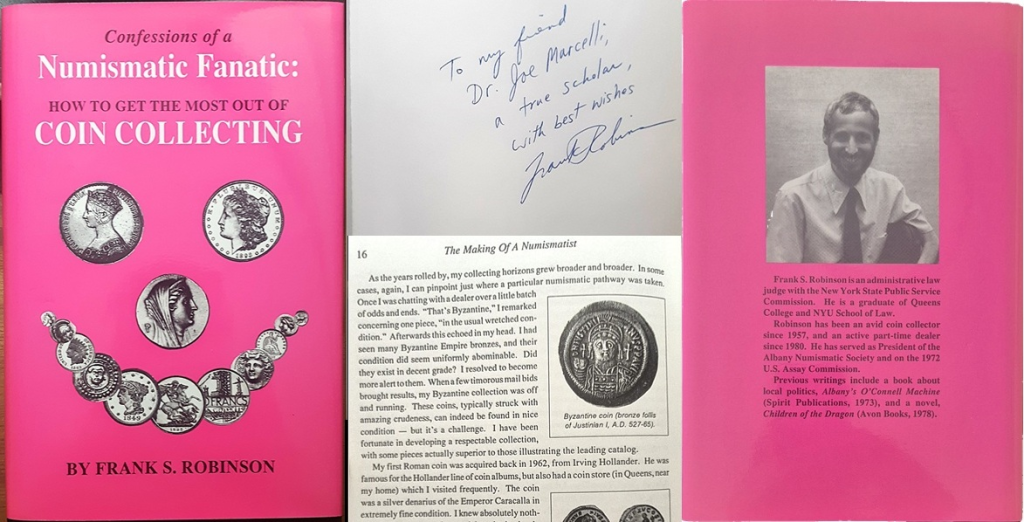 Confessions of a
Numismatic Fanatic:
HOW TO GET THE MOST OUT OF
COIN COLLECTING
BY FRANK S. ROBINSON
To my friend
Dr. Joe Marcelli,
a true scholar,
with best wishes
Frank Robinson
16 The Making Of A Numismatist
As the years rolled by, my collecting horizons grew broader and broader. In some
cases, again, I can pinpoint just where a particular numismatic pathway was taken.
Once I was chatting with a dealer over a little batch
of odds and ends. “That's Byzantine,” I remarked
concerning one piece, “in the usual wretched con-
dition.” Afterwards this echoed in my head. I had
seen many Byzantine Empire bronzes, and their
condition did seem uniformly abominable. Did
they exist in decent grade? I resolved to become
more alert to them. When a few timorous mail bids
brought results, my Byzantine collection was off
and running. These coins, typically struck with
amazing crudeness, can indeed be found in nice
condition — but it's a challenge. I have been
fortunate in developing a respectable collection,
with some pieces actually superior to those illustrating the leading catalog.
Byzantine coin (bronze follis
of Justinian I, A.D. 527-65).
My first Roman coin was acquired back in 1962, from Irving Hollander. He was
famous for the Hollander line of coin albums, but also had a coin store (in Queens, near
my home) which I visited frequently. The coin
was a silver denarius of the Emperor Caracalla in
extremely fine condition. I knew absolutely noth-
Frank S. Robinson is an administrative law
judge with the New York State Public Service
Commission. He is a graduate of Queens
College and NYU School of Law.
Robinson has been an avid coin collector
since 1957, and an active part-time dealer
since 1980. He has served as President of the
Albany Numismatic Society and on the 1972
U.S. Assay Commission.
Previous writings include a book about
local politics, Albany's O'Connell Machine
(Spirit Publications, 1973), and a novel,
Children of the Dragon (Avon Books, 1978).